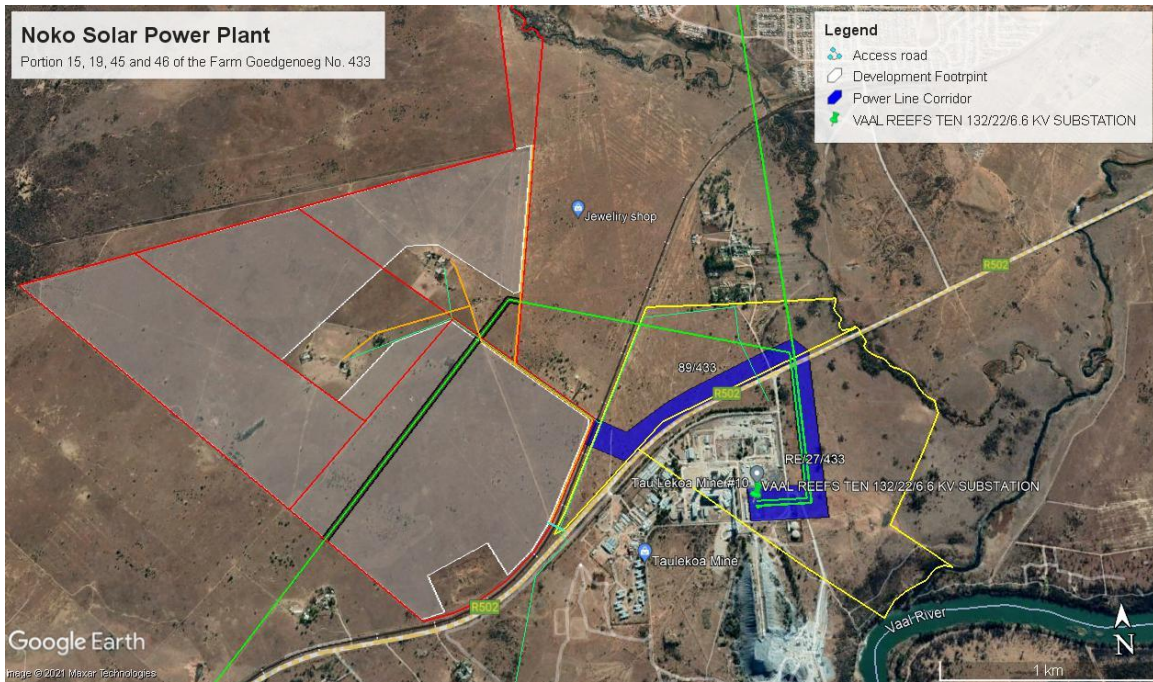 Noko Solar Power Plant
Portion 15, 19, 45 and 46 of the Farm Goedgenoeg No. 433
Legend
Access road
Development Footrpint
Power Line Corridor
VAAL REEFS TEN 132/22/6.6 KV SUBSTATION
Jeweliry shop
R502
89/433
R502
RE/27/433
Tau Lekoa Mine #10
VAAL REEFS TEN 132/22/6.6 KV SUBSTATION
Taulekoa Mine
R502
Vaal River
Google Earth
N
Image © 2021 Maxar Technologies
1 km